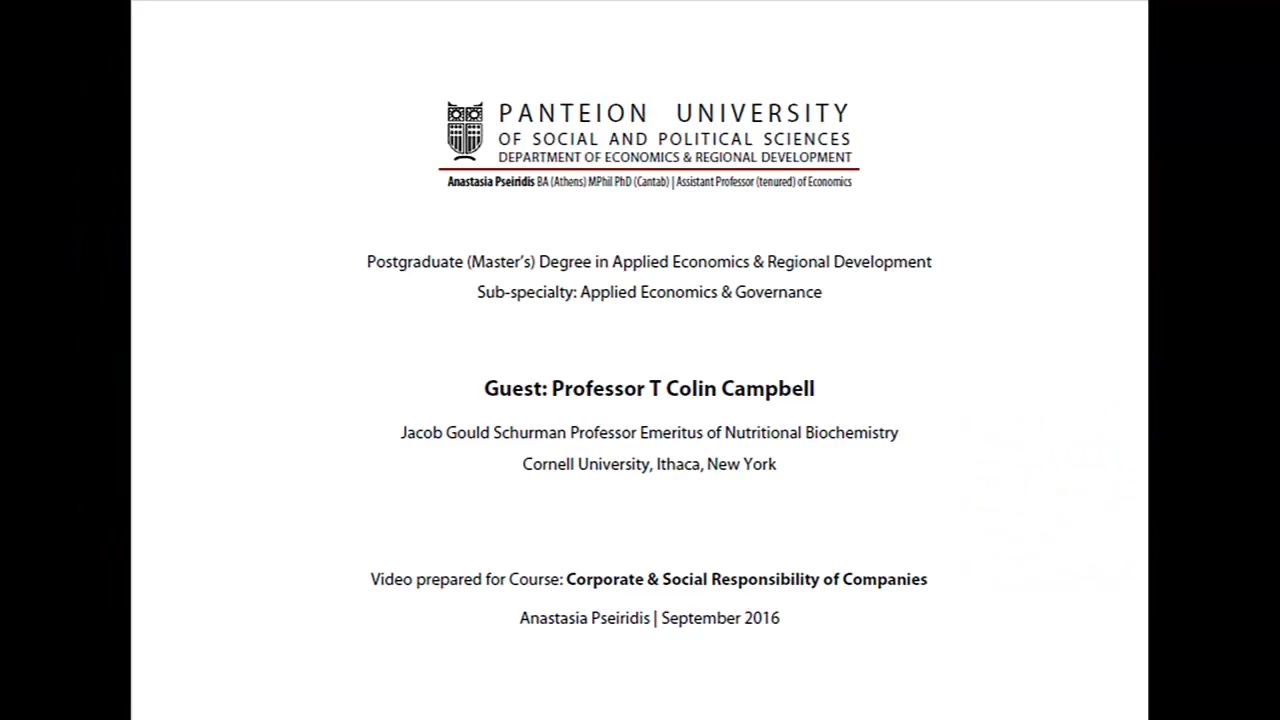 PANTEION UNIVERSITY
OF SOCIAL AND POLITICAL SCIENCES
DEPARTMENT OF ECONOMICS & REGIONAL DEVELOPMENT
Anastasia Pseiridis BA (Athens) MPhil PhD (Cantab) | Assistant Professor (tenured) of Economics
Postgraduate (Master's) Degree in Applied Economics & Regional Development
Sub-specialty: Applied Economics & Governance
Guest: Professor T Colin Campbell
Jacob Gould Schurman Professor Emeritus of Nutritional Biochemistry
Cornell University, Ithaca, New York
Video prepared for Course: Corporate & Social Responsibility of Companies
Anastasia Pseiridis | September 2016